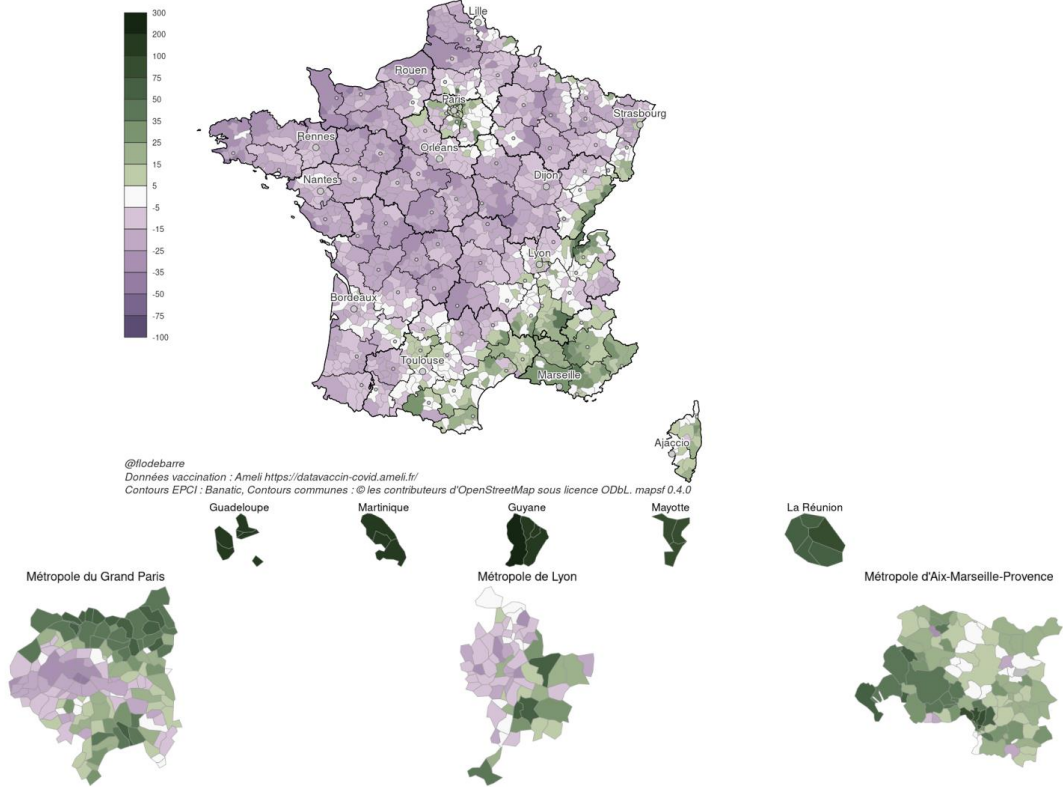 300
200
100
75
50
35
25
15
5
-5
-15
-25
-35
-50
-75
-100
Lille
Rouen
Paris
Strasbourg
Rennes
Orléans
Nantes
Dijon
Lyon
Bordeaux
Toulouse
Marseille
Ajaccio
@flodebarre
Données vaccination : Ameli https://datavaccin-covid.ameli.fr/
Contours EPCI : Banatic, Contours communes : © les contributeurs d'OpenStreetMap sous licence ODbL. mapsf 0.4.0
Guadeloupe
Martinique
Guyane
Mayotte
La Réunion
Métropole du Grand Paris
Métropole de Lyon
Métropole d'Aix-Marseille-Provence